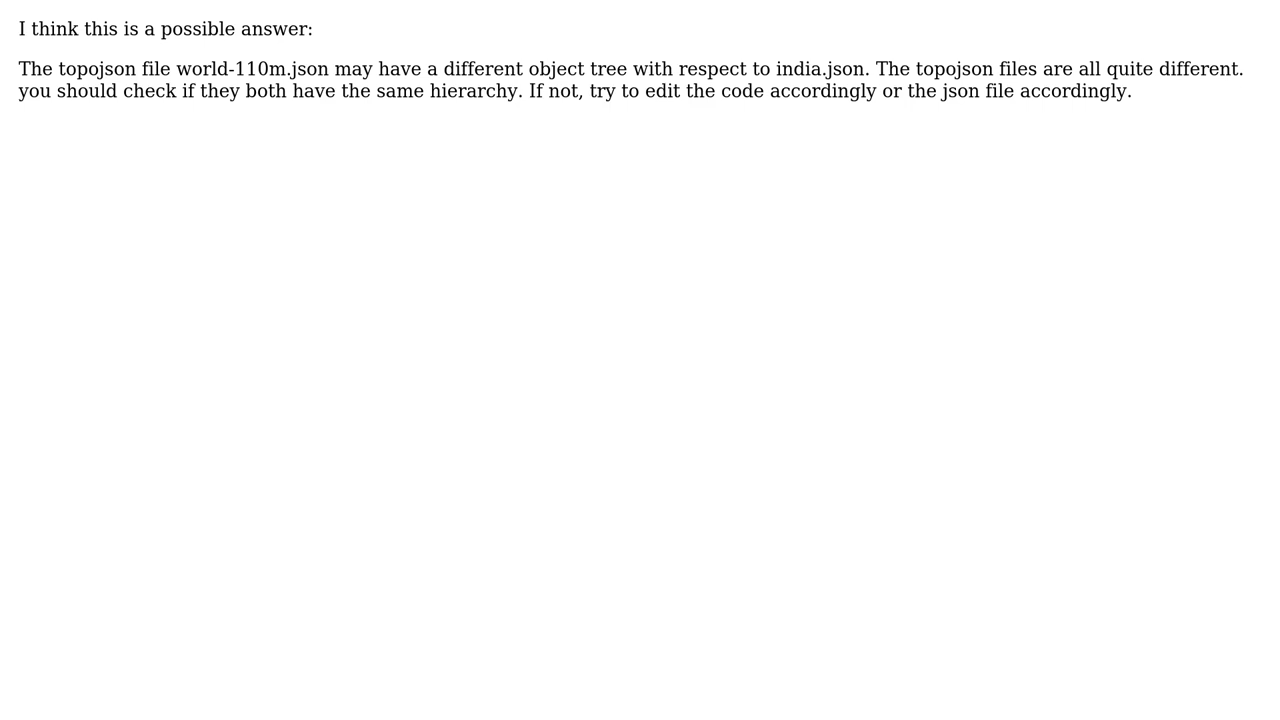 I think this is a possible answer:
The topojson file world-110m.json may have a different object tree with respect to india.json. The topojson files are all quite different.
you should check if they both have the same hierarchy. If not, try to edit the code accordingly or the json file accordingly.